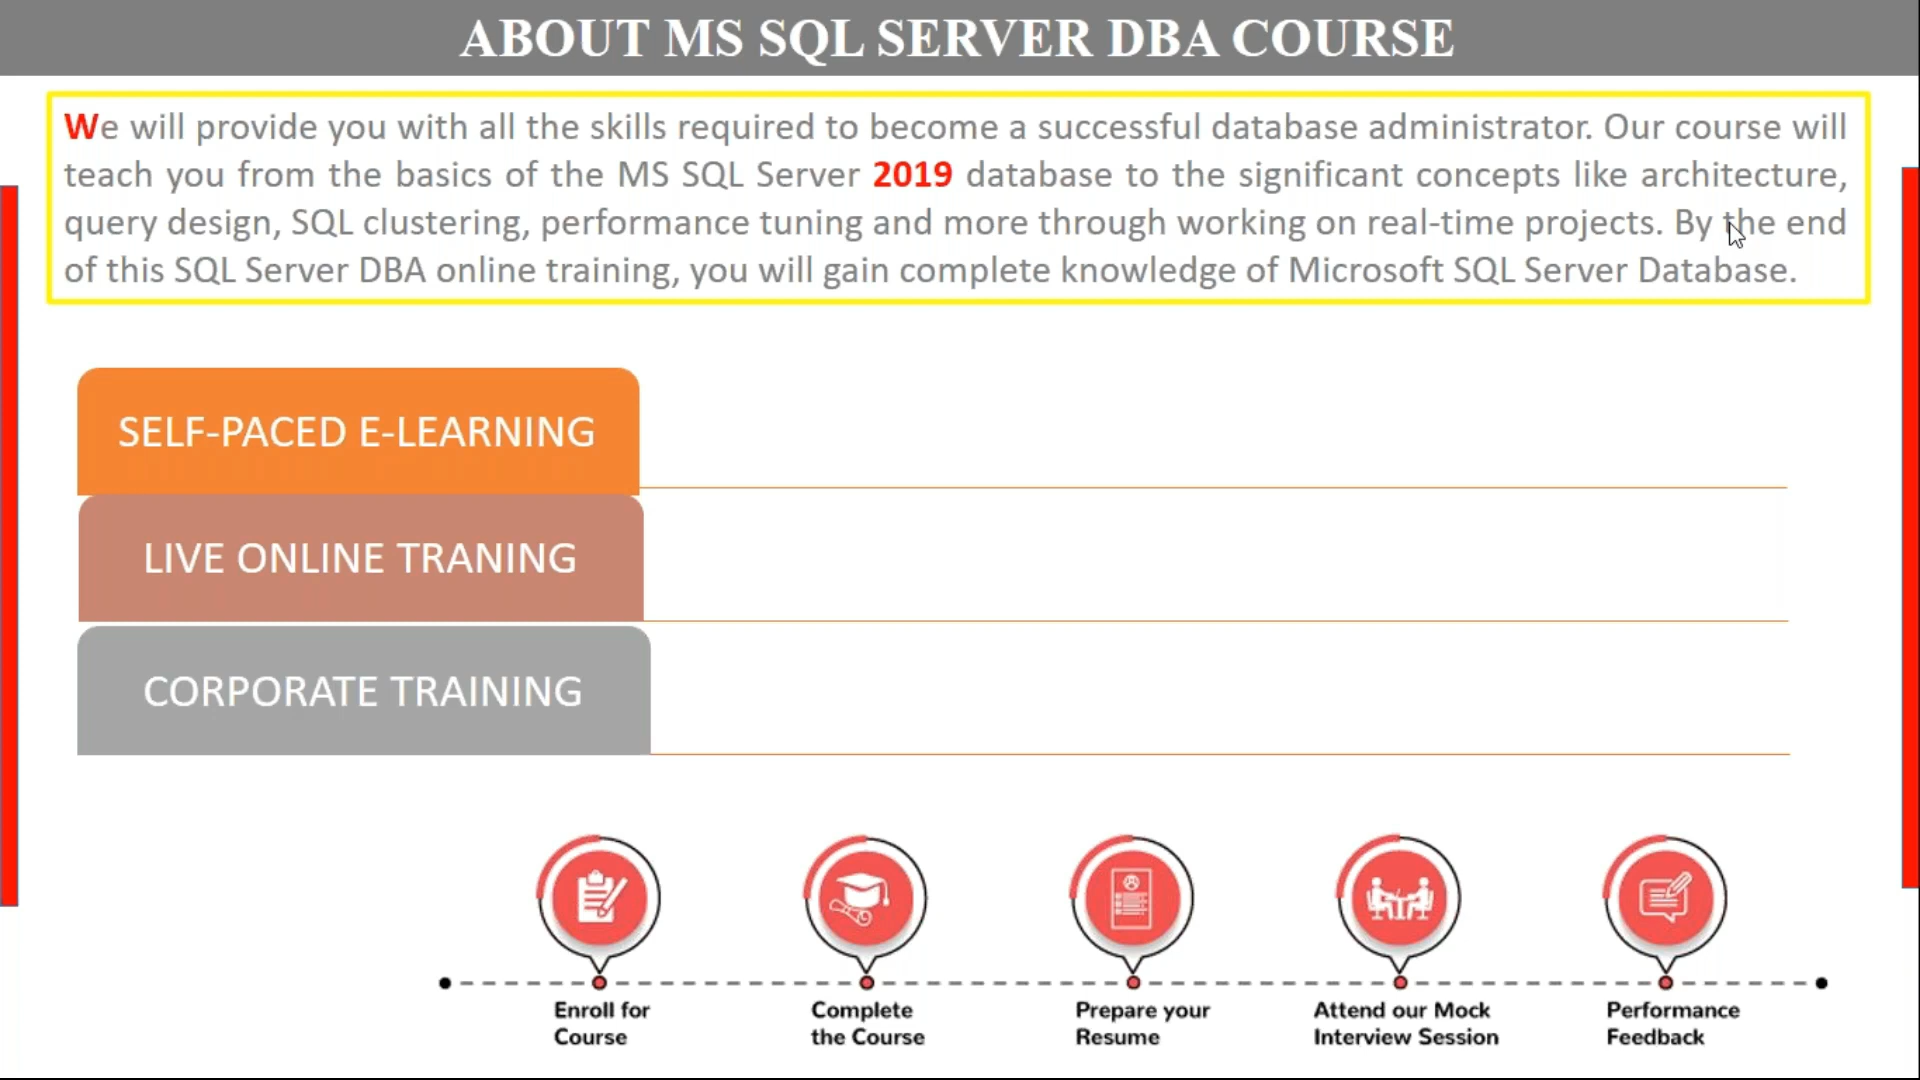 ABOUT MS SQL SERVER DBA COURSE
We will provide you with all the skills required to become a successful database administrator. Our course will
teach you from the basics of the MS SQL Server 2019 database to the significant concepts like architecture,
query design, SQL clustering, performance tuning and more through working on real-time projects. By the end
of this SQL Server DBA online training, you will gain complete knowledge of Microsoft SQL Server Database.
SELF-PACED E-LEARNING
LIVE ONLINE TRANING
CORPORATE TRAINING
Enroll for
Course
Complete
the Course
Prepare your
Resume
Attend our Mock
Interview Session
Performance
Feedback